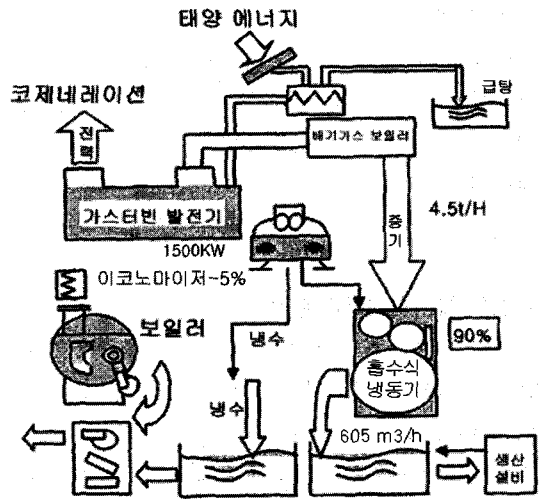 태양 에너지
코제네레이션
급탕
전력
배기가스 보일러
4.5t/H
가스터빈 발전기
증기
1500KW
이코노마이저-5%
보일러
냉수
90%
흡수식
냉동기
냉수
605 m3/h
생산
설비